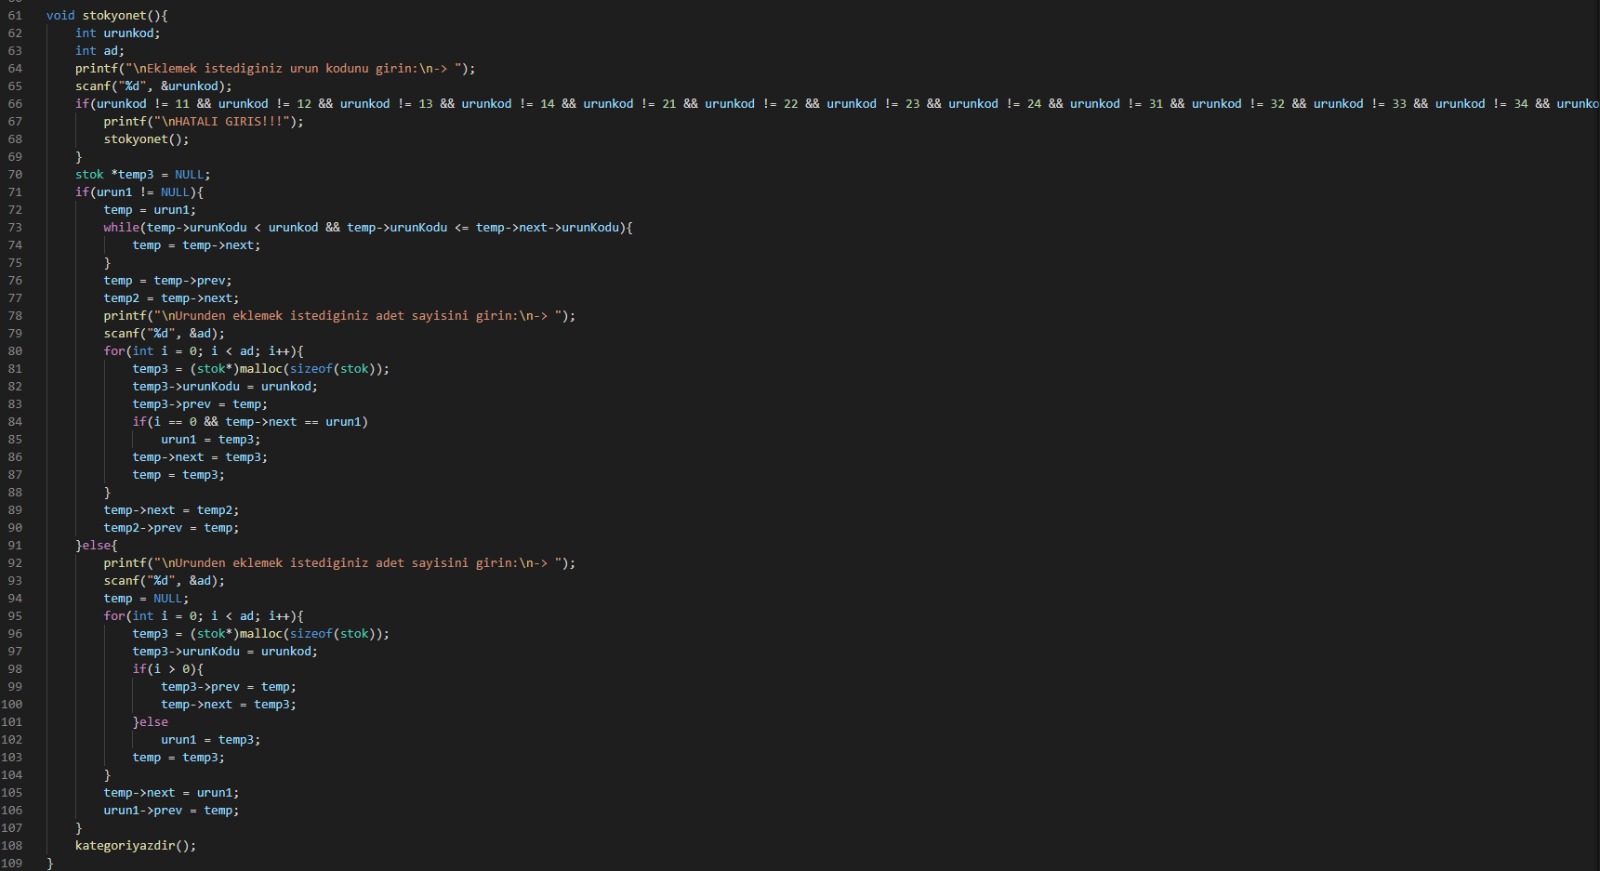 61 void stokyonet(){
62     int urunkod;
63     int ad;
64     printf("\nEklemek istediginiz urun kodunu girin:\n-> ");
65     scanf("%d", &urunkod);
66     if(urunkod != 11 && urunkod != 12 && urunkod != 13 && urunkod != 14 && urunkod != 21 && urunkod != 22 && urunkod != 23 && urunkod != 24 && urunkod != 31 && urunkod != 32 && urunkod != 33 && urunkod != 34 && urunko
67         printf("\nHATALI GIRIS!!!");
68         stokyonet();
69     }
70     stok *temp3 = NULL;
71     if(urun1 != NULL){
72         temp = urun1;
73         while(temp->urunKodu < urunkod && temp->urunKodu <= temp->next->urunKodu){
74             temp = temp->next;
75         }
76         temp = temp->prev;
77         temp2 = temp->next;
78         printf("\nUrunden eklemek istediginiz adet sayisini girin:\n-> ");
79         scanf("%d", &ad);
80         for(int i = 0; i < ad; i++){
81             temp3 = (stok*)malloc(sizeof(stok));
82             temp3->urunKodu = urunkod;
83             temp3->prev = temp;
84             if(i == 0 && temp->next == urun1)
85                 urun1 = temp3;
86             temp->next = temp3;
87             temp = temp3;
88         }
89         temp->next = temp2;
90         temp2->prev = temp;
91     }else{
92         printf("\nUrunden eklemek istediginiz adet sayisini girin:\n-> ");
93         scanf("%d", &ad);
94         temp = NULL;
95         for(int i = 0; i < ad; i++){
96             temp3 = (stok*)malloc(sizeof(stok));
97             temp3->urunKodu = urunkod;
98             if(i > 0){
99                 temp3->prev = temp;
100                 temp->next = temp3;
101             }else
102                 urun1 = temp3;
103             temp = temp3;
104         }
105         temp->next = urun1;
106         urun1->prev = temp;
107     }
108     kategoriyazdir();
109 }